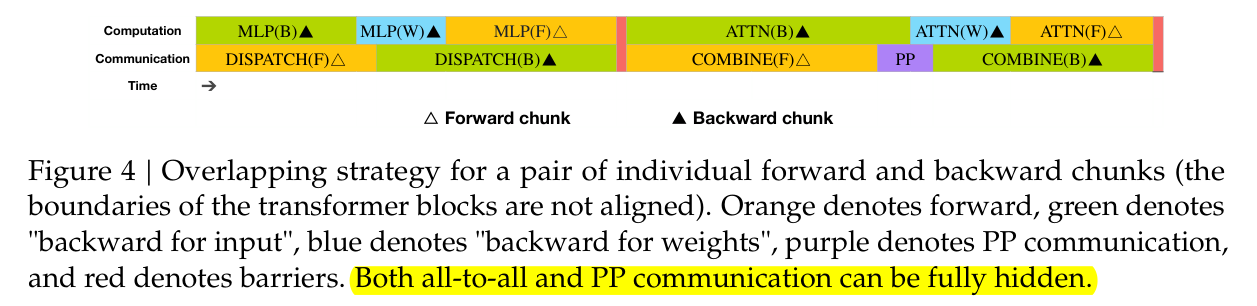 Computation MLP(B)▲ MLP(W)▲ MLP(F)△ ATTN(B)▲ ATTN(W)▲ ATTN(F)△
Communication DISPATCH(F)△ DISPATCH(B)▲ COMBINE(F)△ PP COMBINE(B)▲
Time ➔
△ Forward chunk ▲ Backward chunk
Figure 4 | Overlapping strategy for a pair of individual forward and backward chunks (the
boundaries of the transformer blocks are not aligned). Orange denotes forward, green denotes
"backward for input", blue denotes "backward for weights", purple denotes PP communication,
and red denotes barriers. Both all-to-all and PP communication can be fully hidden.